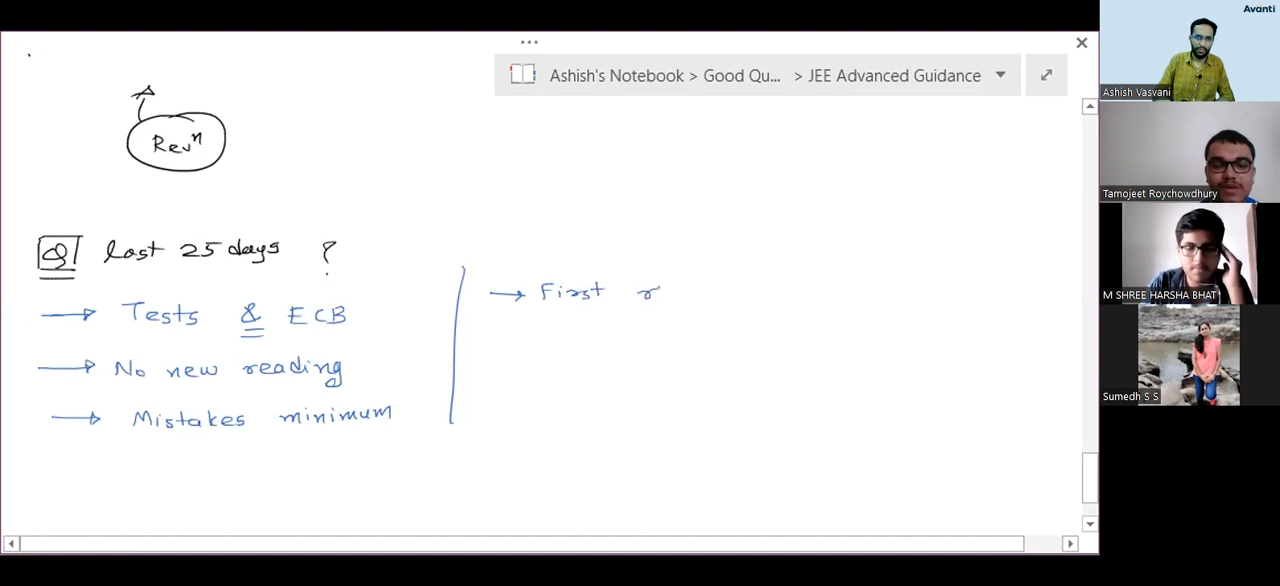 Avanti
Ashish's Notebook > Good Qu... > JEE Advanced Guidance
Ashish Vasvani
Revⁿ
Tamojeet Roychowdhury
Q last 25 days ?
→ Tests & ECB
→ No new reading
→ Mistakes minimum
→ First r
M SHREE HARSHA BHAT
Sumedh S S